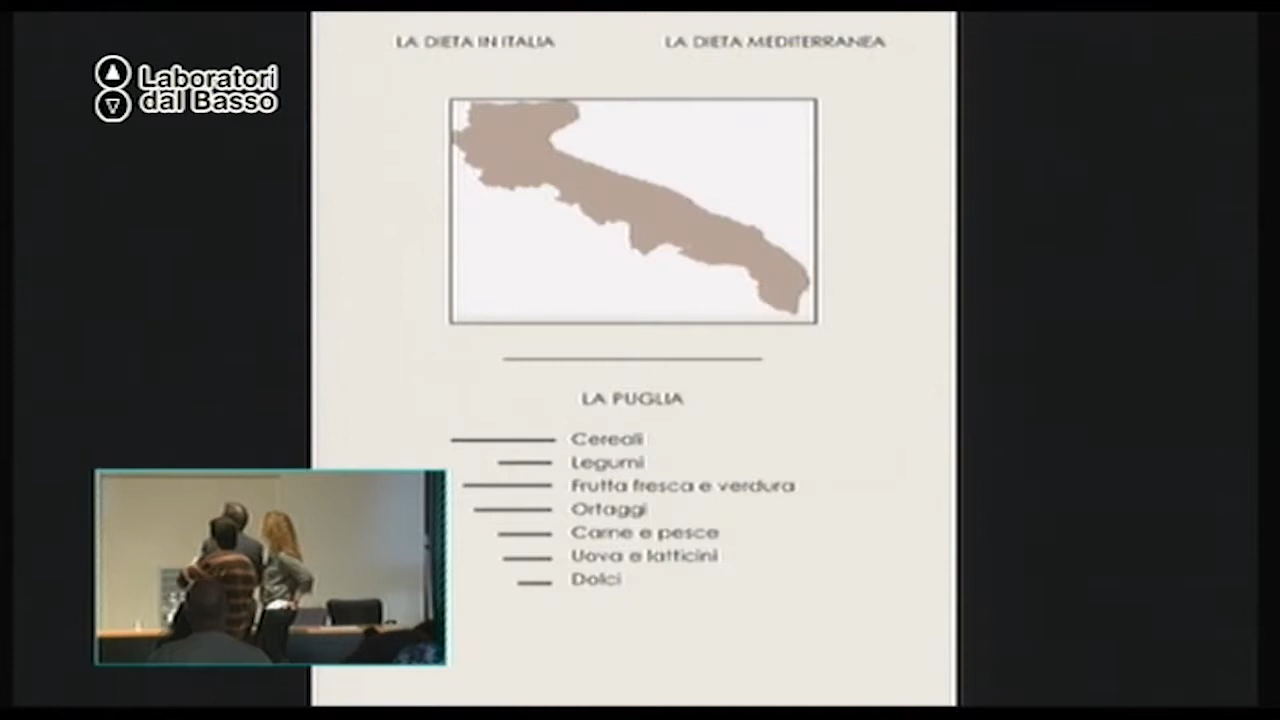 Laboratori
dal Basso
LA DIETA IN ITALIA
LA DIETA MEDITERRANEA
LA PUGLIA
Cereali
Legumi
Frutta fresca e verdura
Ortaggi
Carne e pesce
Uova e latticini
Dolci